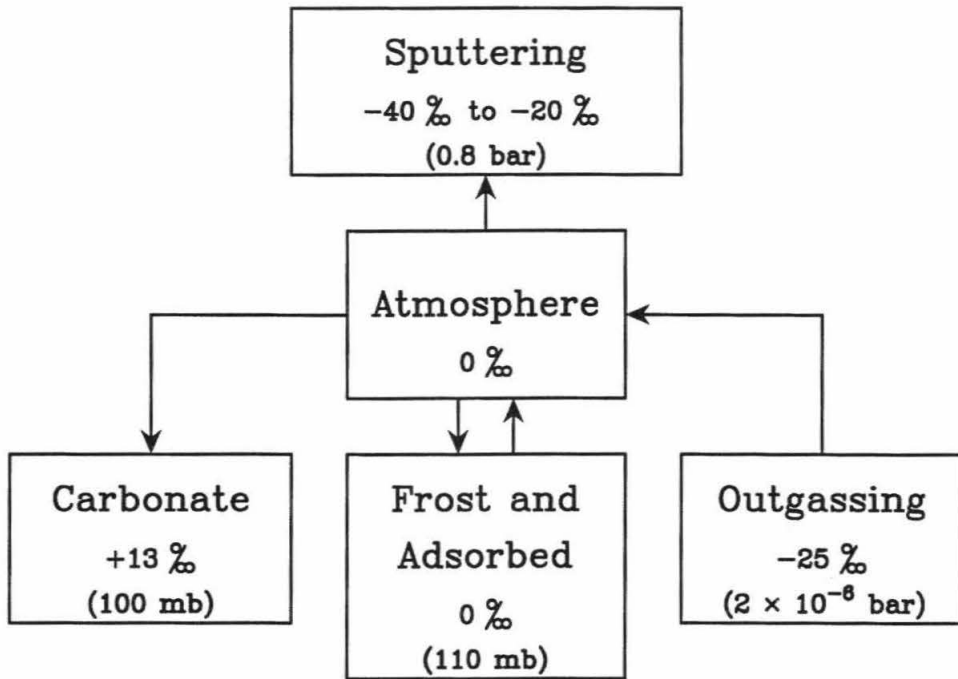 Sputtering
−40 ‰ to −20 ‰
(0.8 bar)
Atmosphere
0 ‰
Carbonate
+13 ‰
(100 mb)
Frost and
Adsorbed
0 ‰
(110 mb)
Outgassing
−25 ‰
(2 × 10⁻⁶ bar)